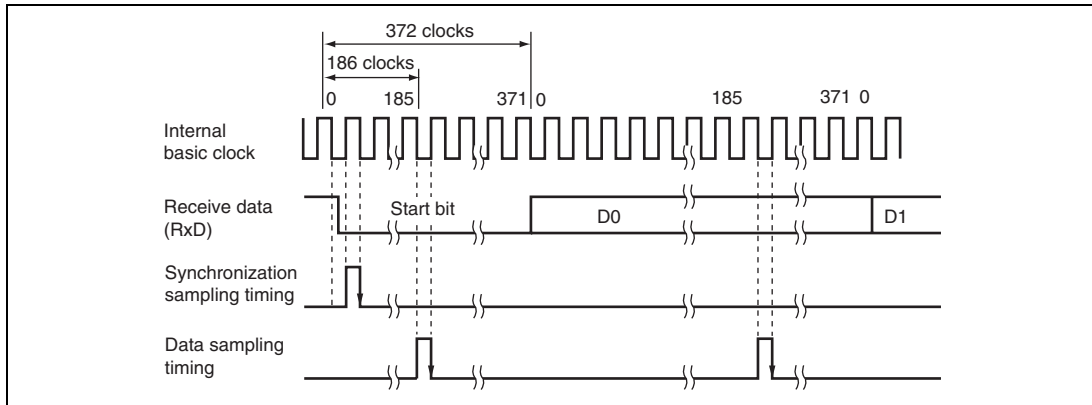 372 clocks
186 clocks
0 185 371 0 185 371 0
Internal
basic clock
Receive data
(RxD)
Start bit D0 D1
Synchronization
sampling timing
Data sampling
timing